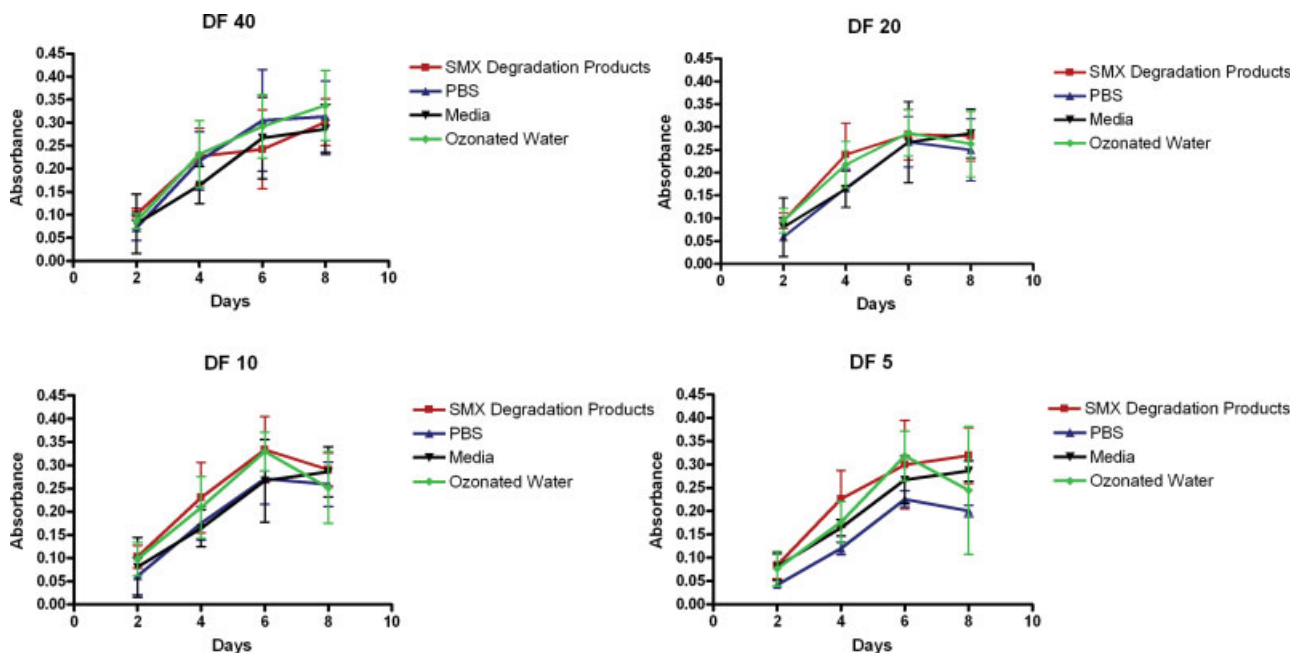 DF 40
0.45
0.40
0.35
0.30
0.25
0.20
0.15
0.10
0.05
0.00
Absorbance
0 2 4 6 8 10
Days
SMX Degradation Products
PBS
Media
Ozonated Water
DF 20
0.45
0.40
0.35
0.30
0.25
0.20
0.15
0.10
0.05
0.00
Absorbance
0 2 4 6 8 10
Days
SMX Degradation Products
PBS
Media
Ozonated Water
DF 10
0.45
0.40
0.35
0.30
0.25
0.20
0.15
0.10
0.05
0.00
Absorbance
0 2 4 6 8 10
Days
SMX Degradation Products
PBS
Media
Ozonated Water
DF 5
0.45
0.40
0.35
0.30
0.25
0.20
0.15
0.10
0.05
0.00
Absorbance
0 2 4 6 8 10
Days
SMX Degradation Products
PBS
Media
Ozonated Water